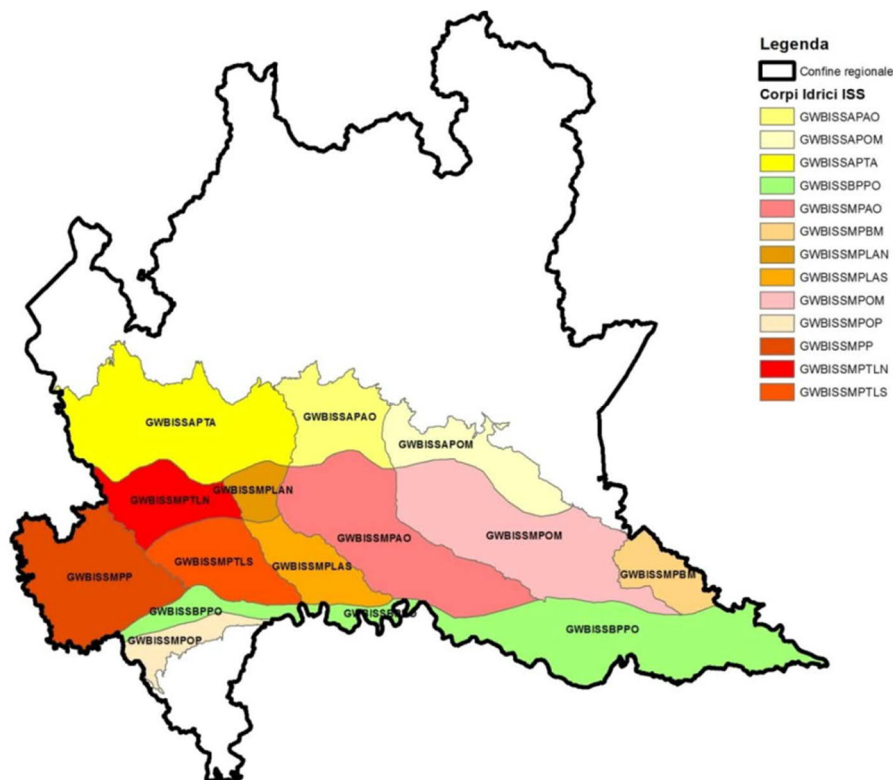 Legenda
Confine regionale
Corpi Idrici ISS
GWBISSAPAO
GWBISSAPOM
GWBISSAPTA
GWBISSBPPO
GWBISSMPAO
GWBISSMPBM
GWBISSMPLAN
GWBISSMPLAS
GWBISSMPOM
GWBISSMPOP
GWBISSMPP
GWBISSMPTLN
GWBISSMPTLS
GWBISSAPTA
GWBISSAPAO
GWBISSAPOM
GWBISSMPLAN
GWBISSMPTLN
GWBISSMPAO
GWBISSMPOM
GWBISSMPTLS
GWBISSMPLAS
GWBISSMPP
GWBISSMPBM
GWBISSBPPO
GWBISSBPPO
GWBISSMPOP